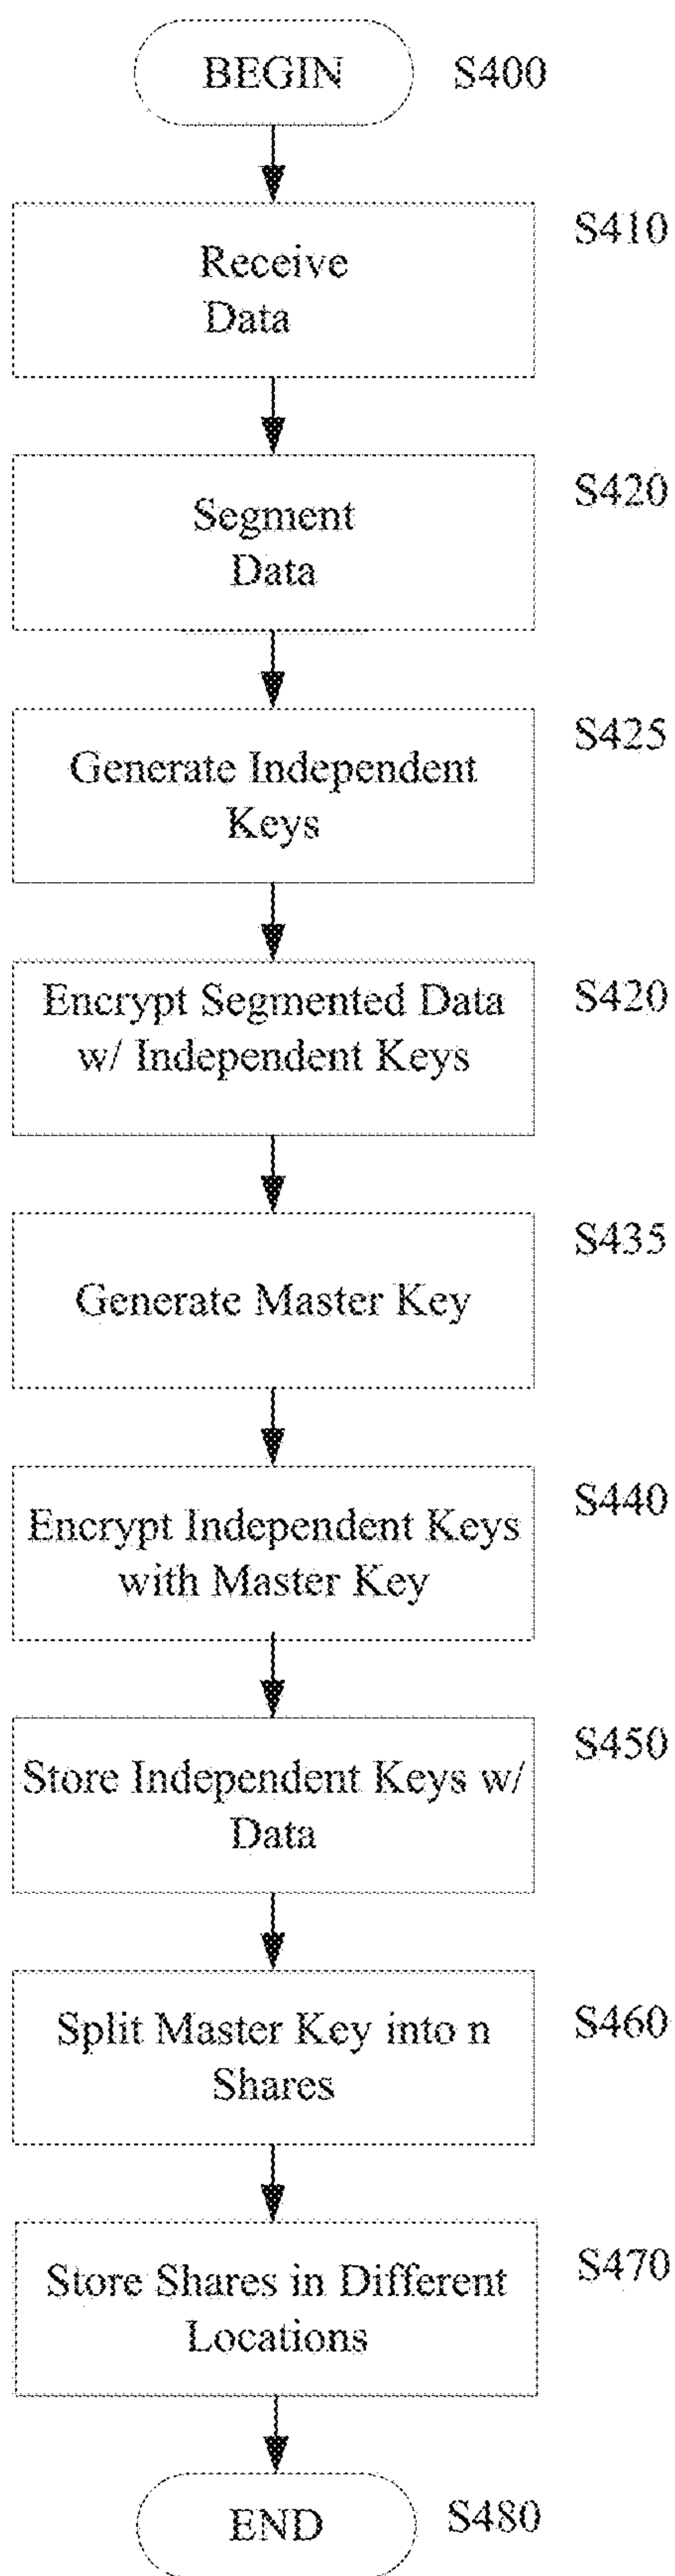 BEGIN S400
Receive S410
Data
Segment S420
Data
Generate Independent S425
Keys
Encrypt Segmented Data S420
w/ Independent Keys
Generate Master Key S435
Encrypt Independent Keys S440
with Master Key
Store Independent Keys w/ S450
Data
Split Master Key into n S460
Shares
Store Shares in Different S470
Locations
END S480